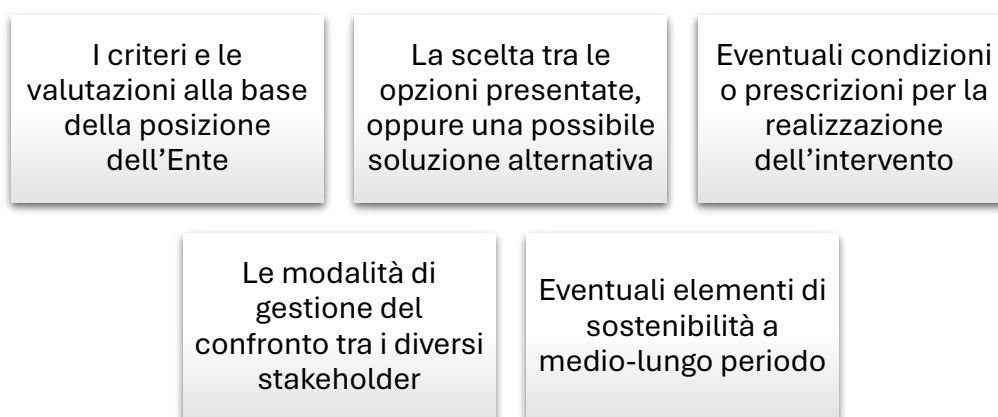 I criteri e le
valutazioni alla base
della posizione
dell’Ente
La scelta tra le
opzioni presentate,
oppure una possibile
soluzione alternativa
Eventuali condizioni
o prescrizioni per la
realizzazione
dell’intervento
Le modalità di
gestione del
confronto tra i diversi
stakeholder
Eventuali elementi di
sostenibilità a
medio-lungo periodo